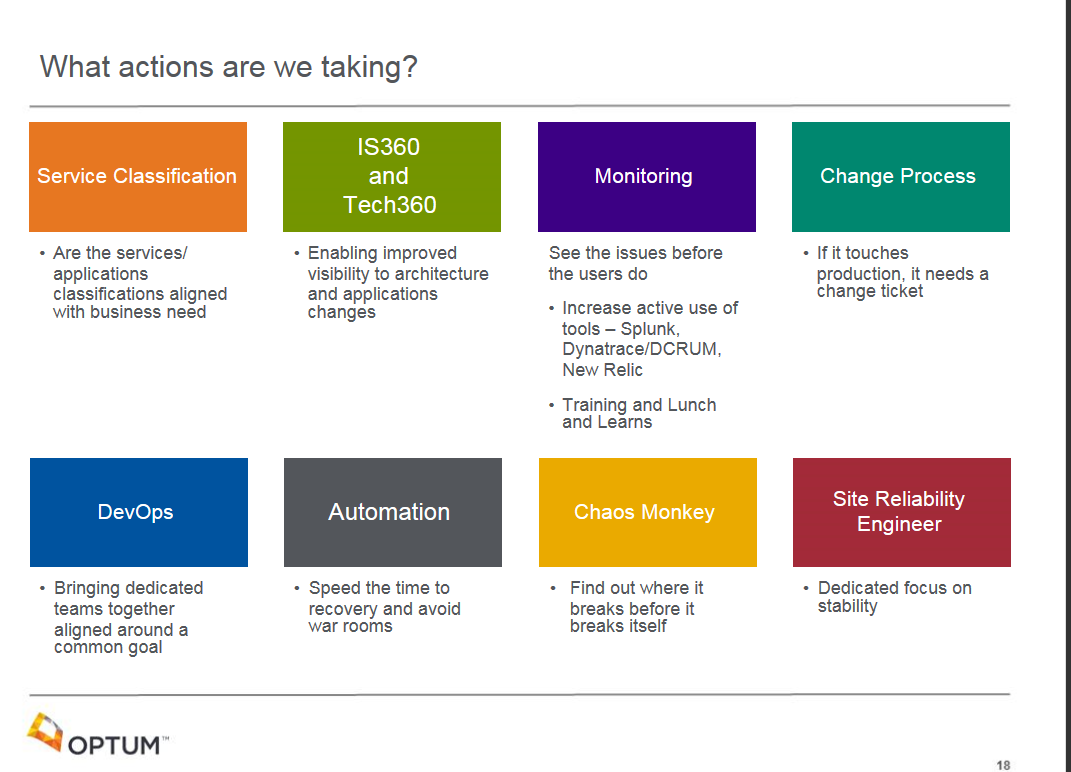 What actions are we taking?
Service Classification
• Are the services/
applications
classifications aligned
with business need
IS360
and
Tech360
• Enabling improved
visibility to architecture
and applications
changes
Monitoring
See the issues before
the users do
• Increase active use of
tools – Splunk,
Dynatrace/DCRUM,
New Relic
• Training and Lunch
and Learns
Change Process
• If it touches
production, it needs a
change ticket
DevOps
• Bringing dedicated
teams together
aligned around a
common goal
Automation
• Speed the time to
recovery and avoid
war rooms
Chaos Monkey
• Find out where it
breaks before it
breaks itself
Site Reliability
Engineer
• Dedicated focus on
stability
OPTUM™
18